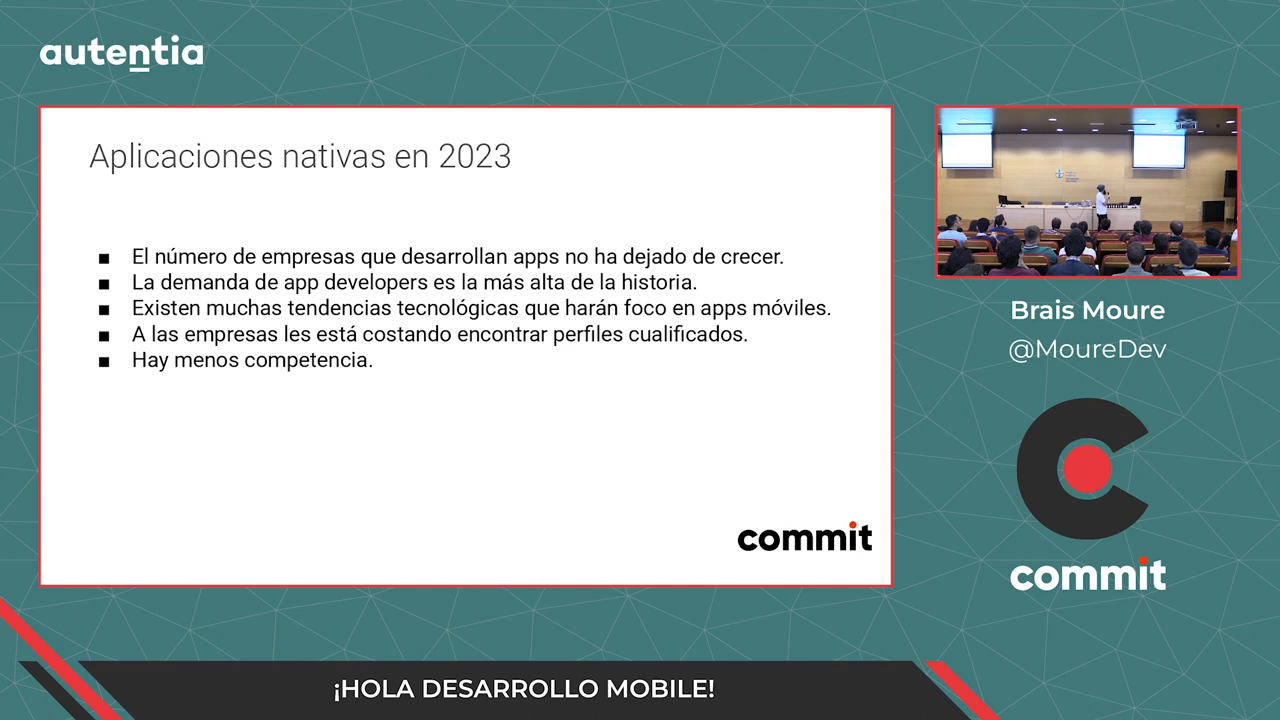 autentia
Aplicaciones nativas en 2023
■ El número de empresas que desarrollan apps no ha dejado de crecer.
■ La demanda de app developers es la más alta de la historia.
■ Existen muchas tendencias tecnológicas que harán foco en apps móviles.
■ A las empresas les está costando encontrar perfiles cualificados.
■ Hay menos competencia.
commit
Brais Moure
@MoureDev
commit
¡HOLA DESARROLLO MOBILE!